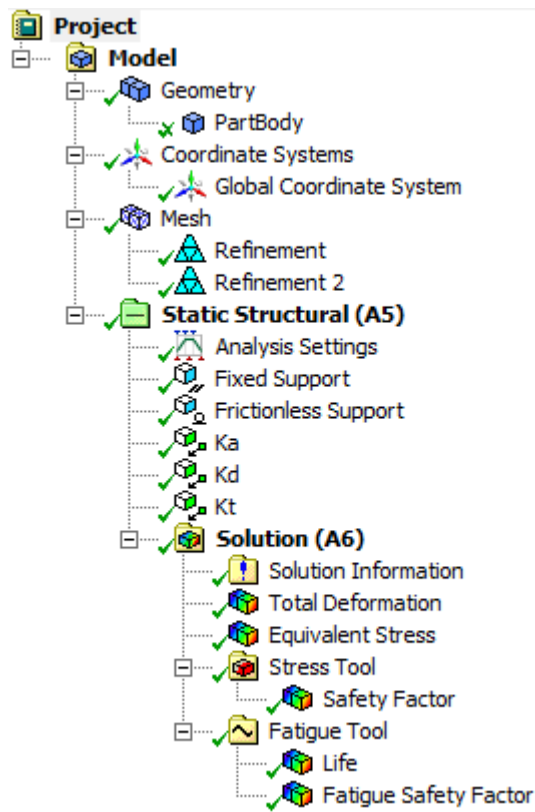 Project
Model
Geometry
PartBody
Coordinate Systems
Global Coordinate System
Mesh
Refinement
Refinement 2
Static Structural (A5)
Analysis Settings
Fixed Support
Frictionless Support
Ka
Kd
Kt
Solution (A6)
Solution Information
Total Deformation
Equivalent Stress
Stress Tool
Safety Factor
Fatigue Tool
Life
Fatigue Safety Factor